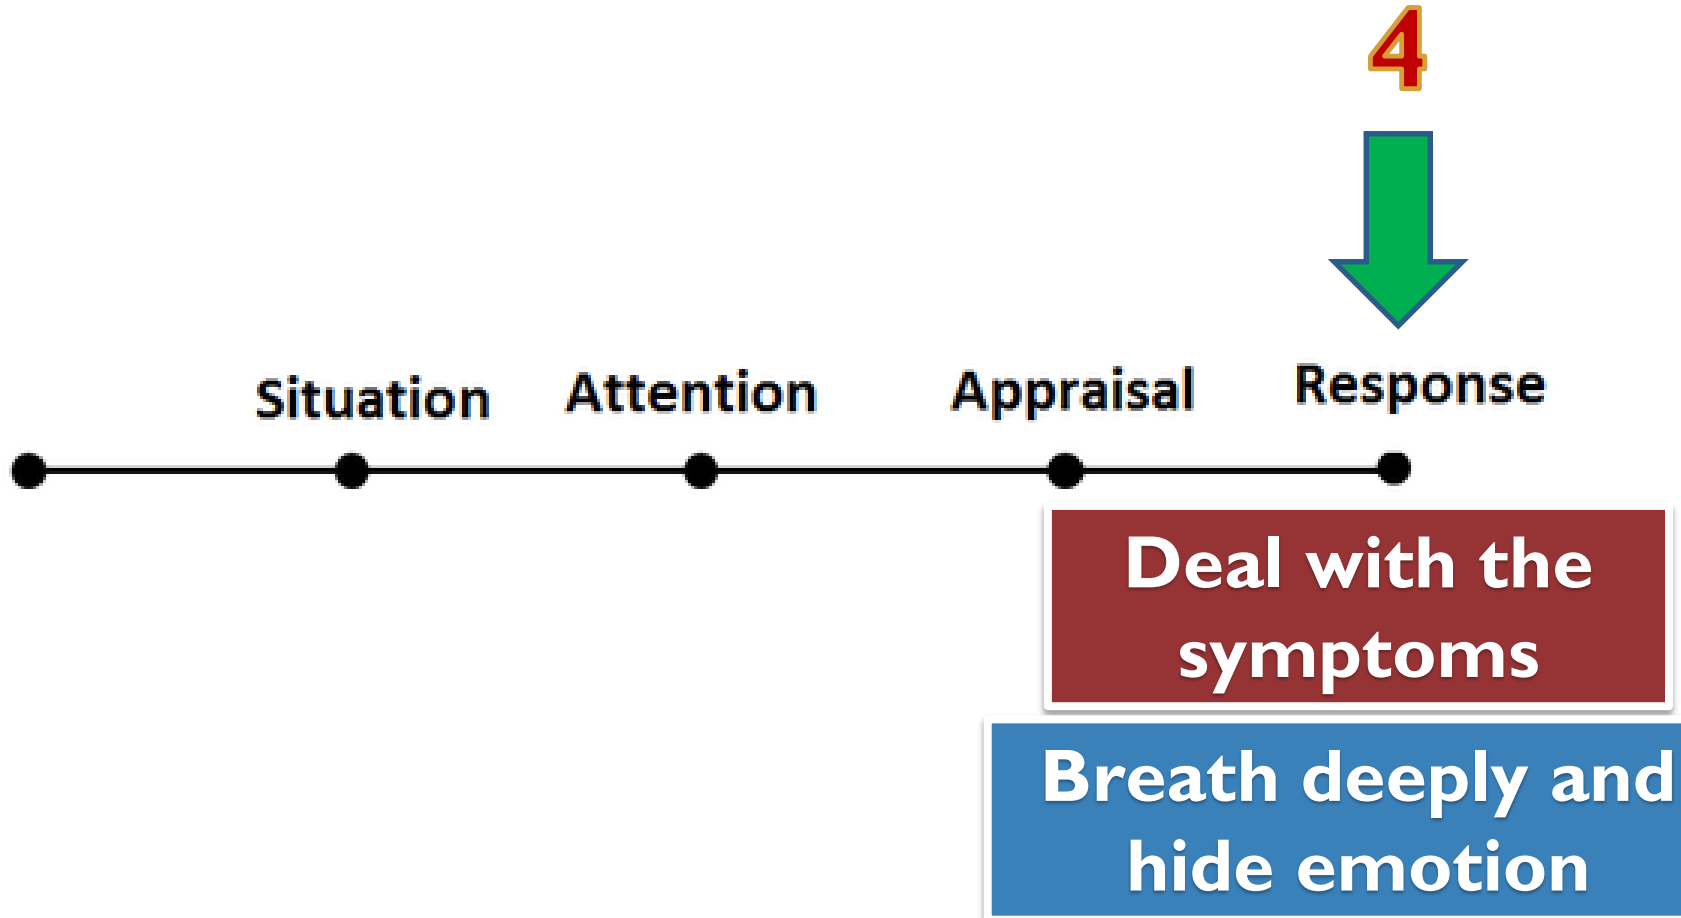 4
Situation Attention Appraisal Response
Deal with the
symptoms
Breath deeply and
hide emotion